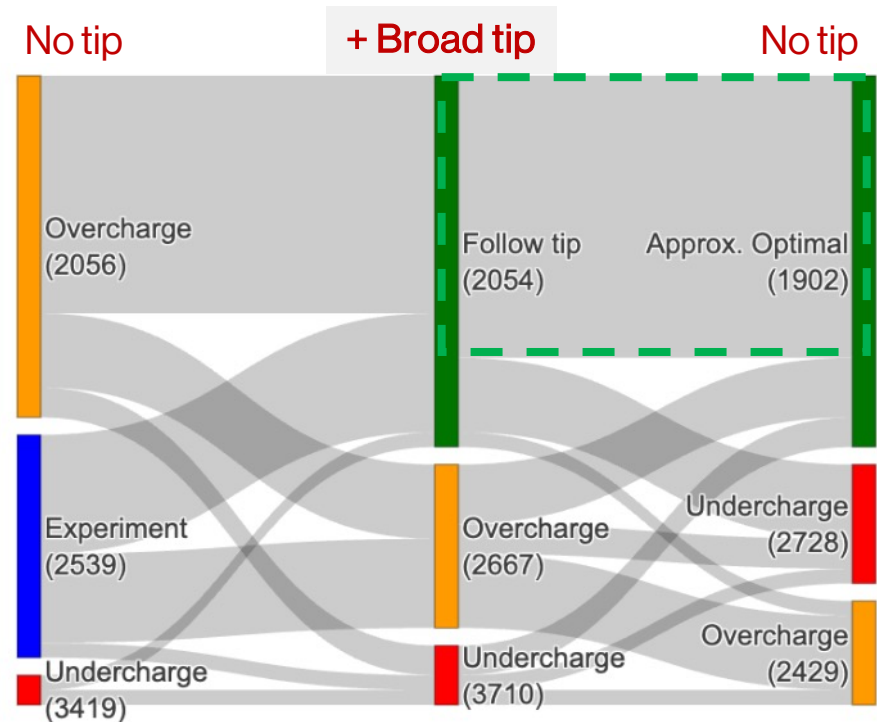 No tip
+ Broad tip
No tip
Overcharge
(2056)
Experiment
(2539)
Undercharge
(3419)
Follow tip
(2054)
Overcharge
(2667)
Undercharge
(3710)
Approx. Optimal
(1902)
Undercharge
(2728)
Overcharge
(2429)